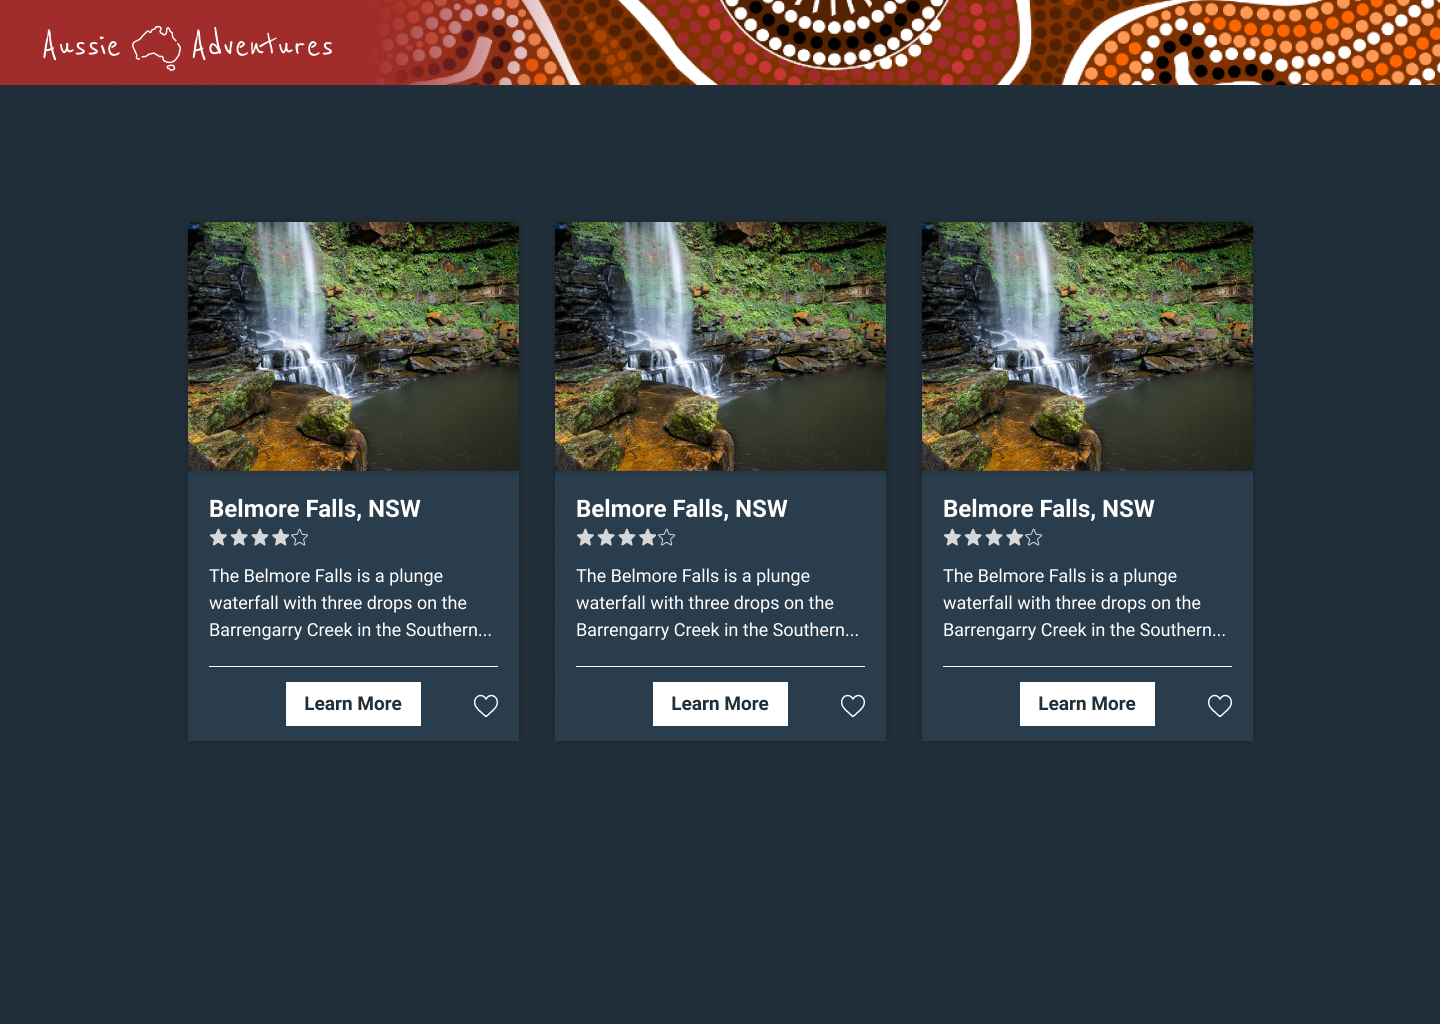 Aussie Adventures
Belmore Falls, NSW
The Belmore Falls is a plunge
waterfall with three drops on the
Barrengarry Creek in the Southern...
Learn More
Belmore Falls, NSW
The Belmore Falls is a plunge
waterfall with three drops on the
Barrengarry Creek in the Southern...
Learn More
Belmore Falls, NSW
The Belmore Falls is a plunge
waterfall with three drops on the
Barrengarry Creek in the Southern...
Learn More